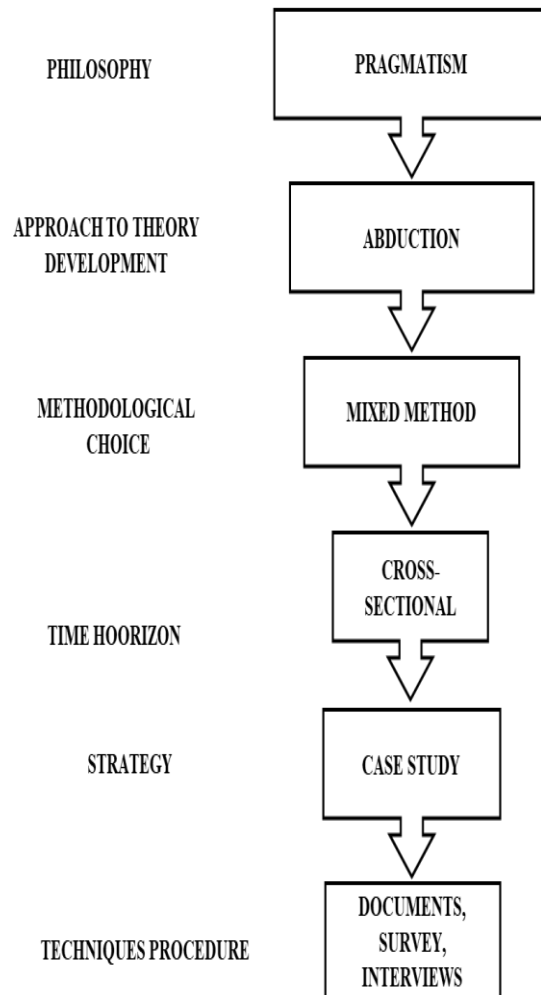 PHILOSOPHY
PRAGMATISM
APPROACH TO THEORY
DEVELOPMENT
ABDUCTION
METHODOLOGICAL
CHOICE
MIXED METHOD
TIME HOORIZON
CROSS-
SECTIONAL
STRATEGY
CASE STUDY
TECHNIQUES PROCEDURE
DOCUMENTS,
SURVEY,
INTERVIEWS